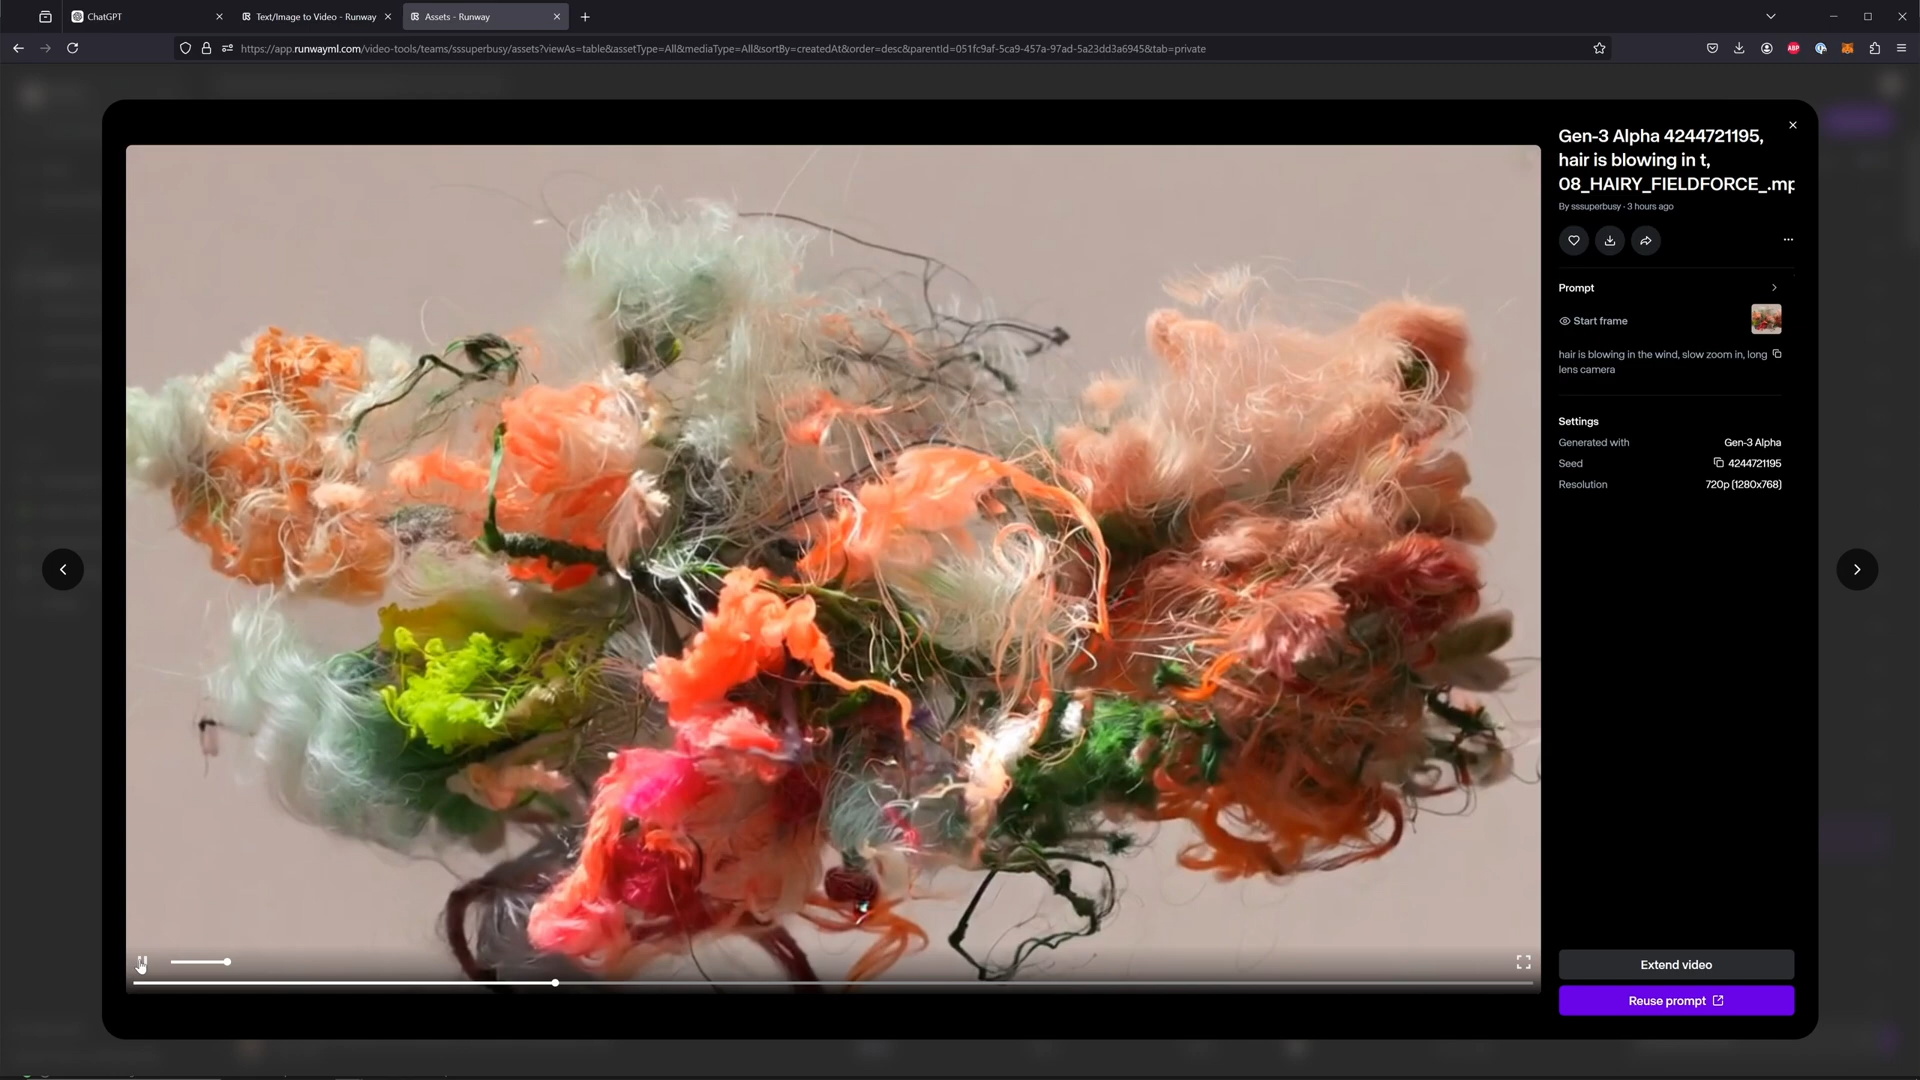 ChatGPT
Text/Image to Video - Runway
Assets - Runway
https://app.runwayml.com/video-tools/teams/sssuperbusy/assets?viewAs=table&assetType=All&mediaType=All&sortBy=createdAt&order=desc&parentId=051fc9af-5ca9-457a-97ad-5a23dd3a6945&tab=private
ABP
Gen-3 Alpha 4244721195,
hair is blowing in t,
08_HAIRY_FIELDFORCE_.mp
By sssuperbusy · 3 hours ago
Prompt
Start frame
hair is blowing in the wind, slow zoom in, long
lens camera
Settings
Generated with Gen-3 Alpha
Seed 4244721195
Resolution 720p (1280x768)
Extend video
Reuse prompt